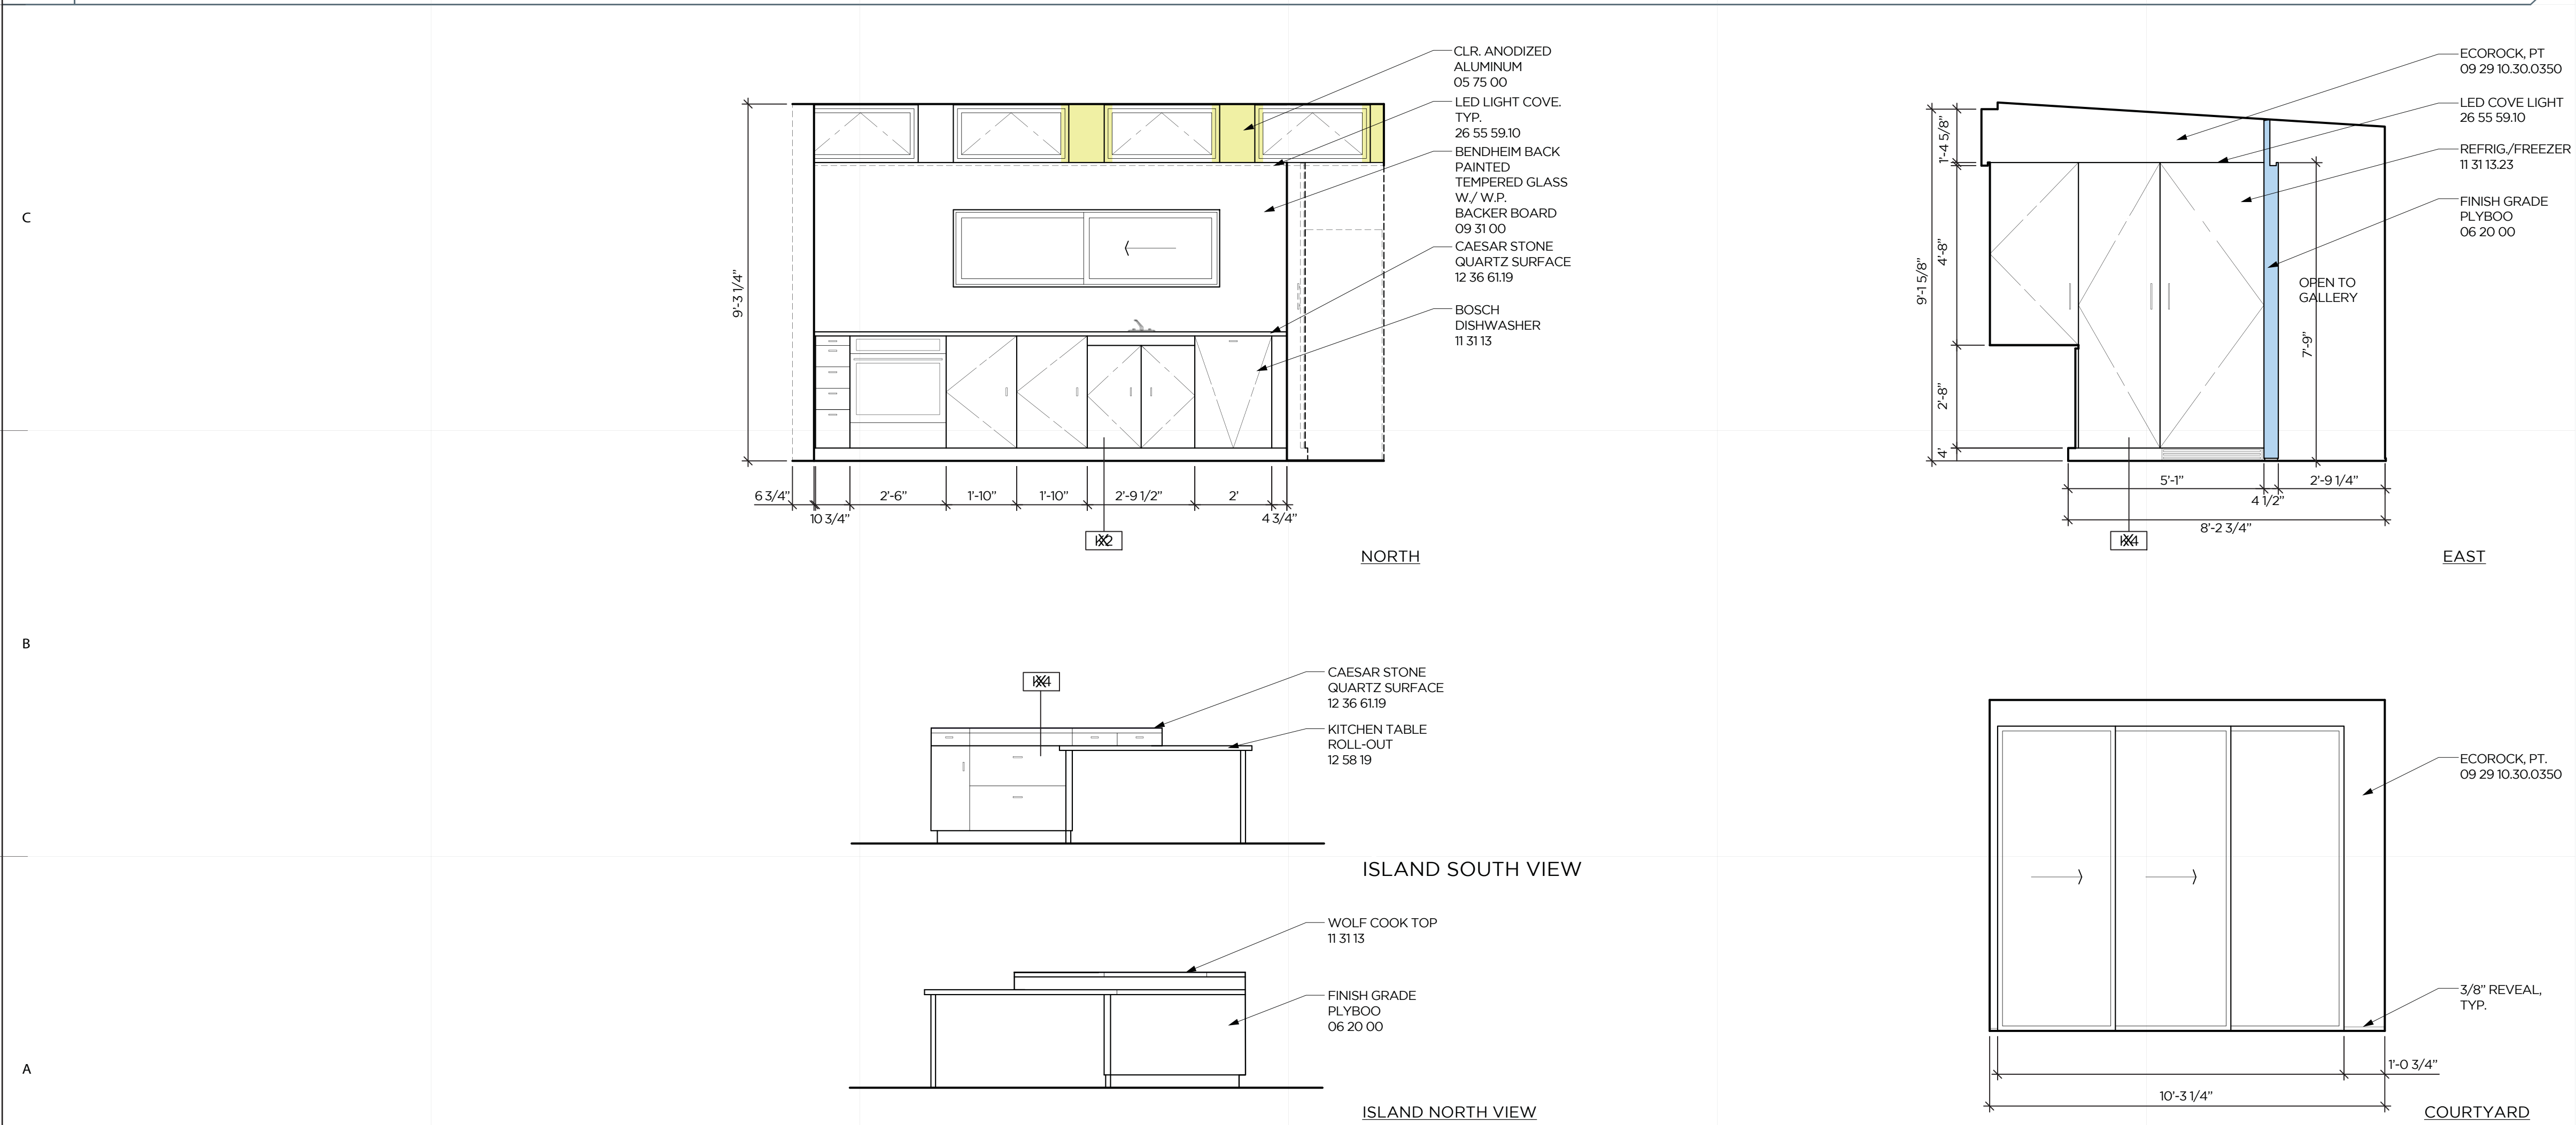 CLR. ANODIZED
ALUMINUM
05 75 00
LED LIGHT COVE.
TYP.
26 55 59.10
BENDHEIM BACK
PAINTED
TEMPERED GLASS
W./ W.P.
BACKER BOARD
09 31 00
CAESAR STONE
QUARTZ SURFACE
12 36 61.19
BOSCH
DISHWASHER
11 31 13
9'-3 1/4"
6 3/4"
10 3/4"
2'-6"
1'-10"
1'-10"
2'-9 1/2"
2'
4 3/4"
NORTH
ECOROCK, PT
09 29 10.30.0350
LED COVE LIGHT
26 55 59.10
REFRIG./FREEZER
11 31 13.23
FINISH GRADE
PLYBOO
06 20 00
OPEN TO
GALLERY
9'-1 5/8"
1'-4 5/8"
4'-8"
2'-8"
4'
7'-9"
5'-1"
4 1/2"
2'-9 1/4"
8'-2 3/4"
EAST
C
B
A
CAESAR STONE
QUARTZ SURFACE
12 36 61.19
KITCHEN TABLE
ROLL-OUT
12 58 19
ISLAND SOUTH VIEW
WOLF COOK TOP
11 31 13
FINISH GRADE
PLYBOO
06 20 00
ISLAND NORTH VIEW
ECOROCK, PT.
09 29 10.30.0350
3/8" REVEAL,
TYP.
1'-0 3/4"
10'-3 1/4"
COURTYARD